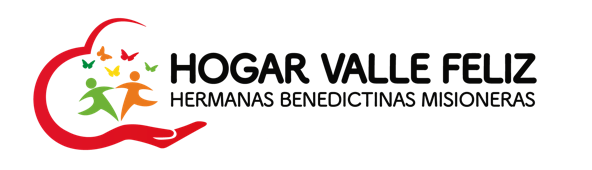 HOGAR VALLE FELIZ
HERMANAS BENEDICTINAS MISIONERAS